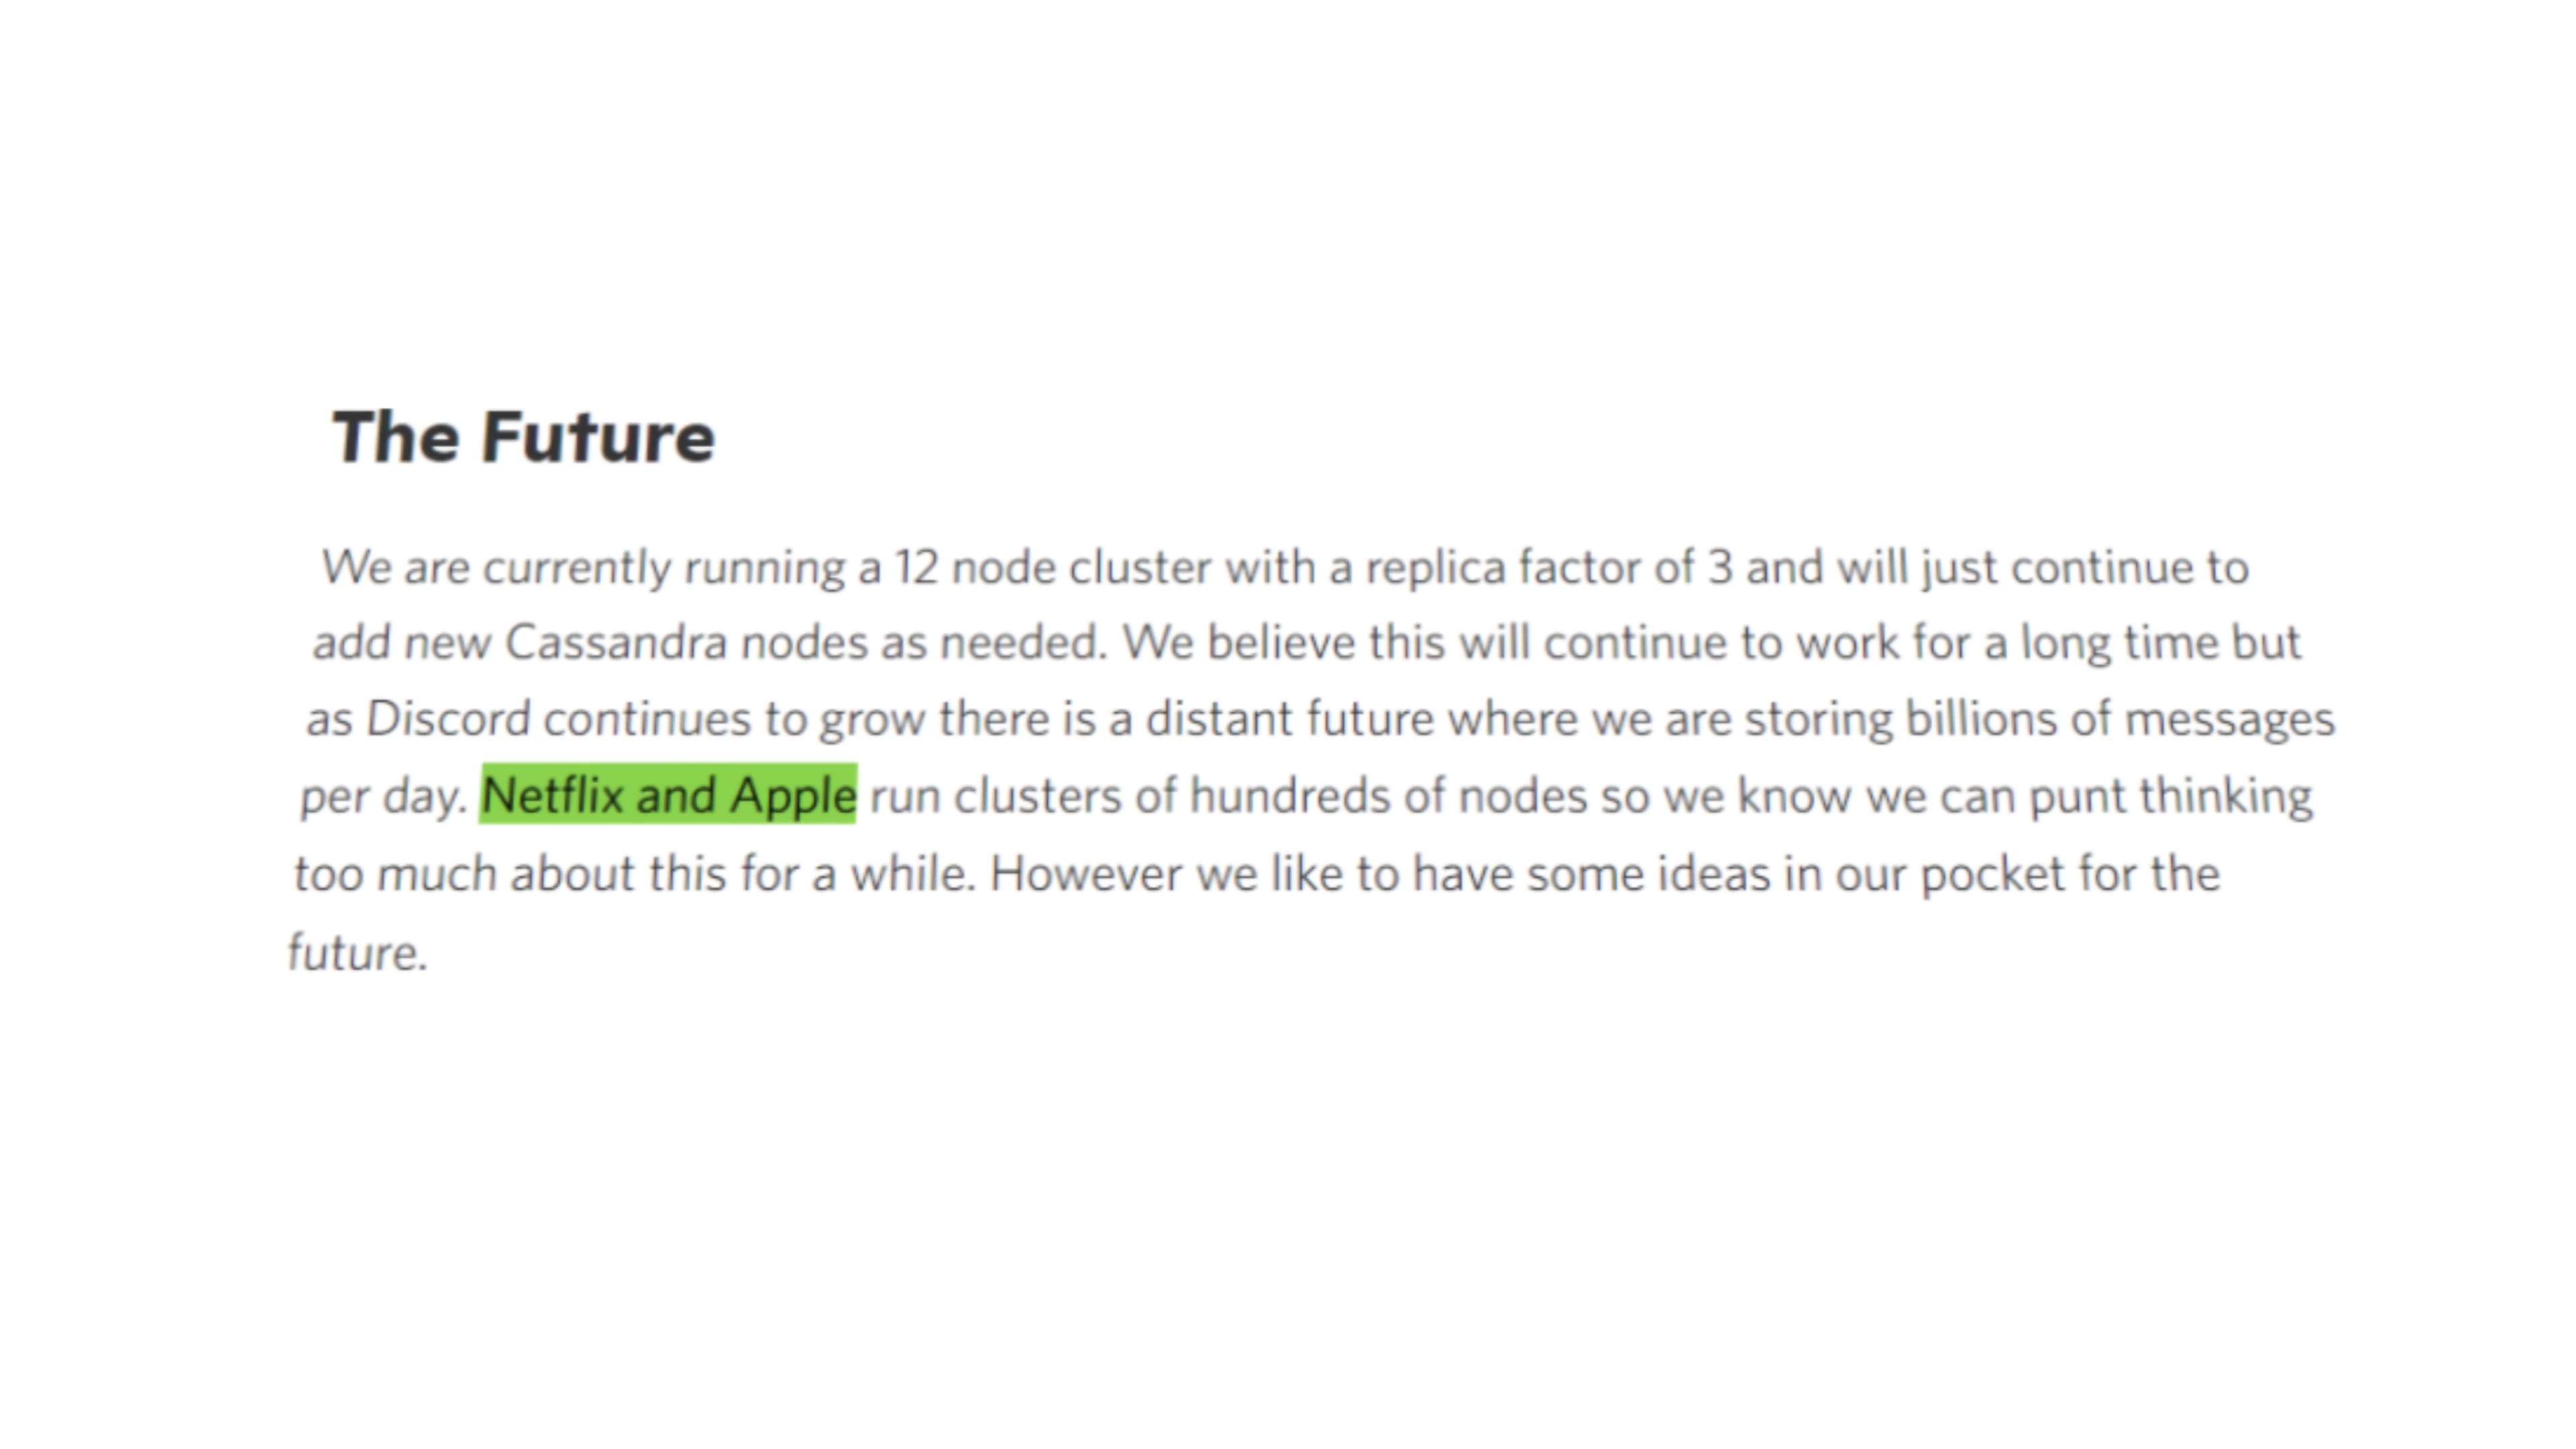 The Future
We are currently running a 12 node cluster with a replica factor of 3 and will just continue to
add new Cassandra nodes as needed. We believe this will continue to work for a long time but
as Discord continues to grow there is a distant future where we are storing billions of messages
per day. Netflix and Apple run clusters of hundreds of nodes so we know we can punt thinking
too much about this for a while. However we like to have some ideas in our pocket for the
future.